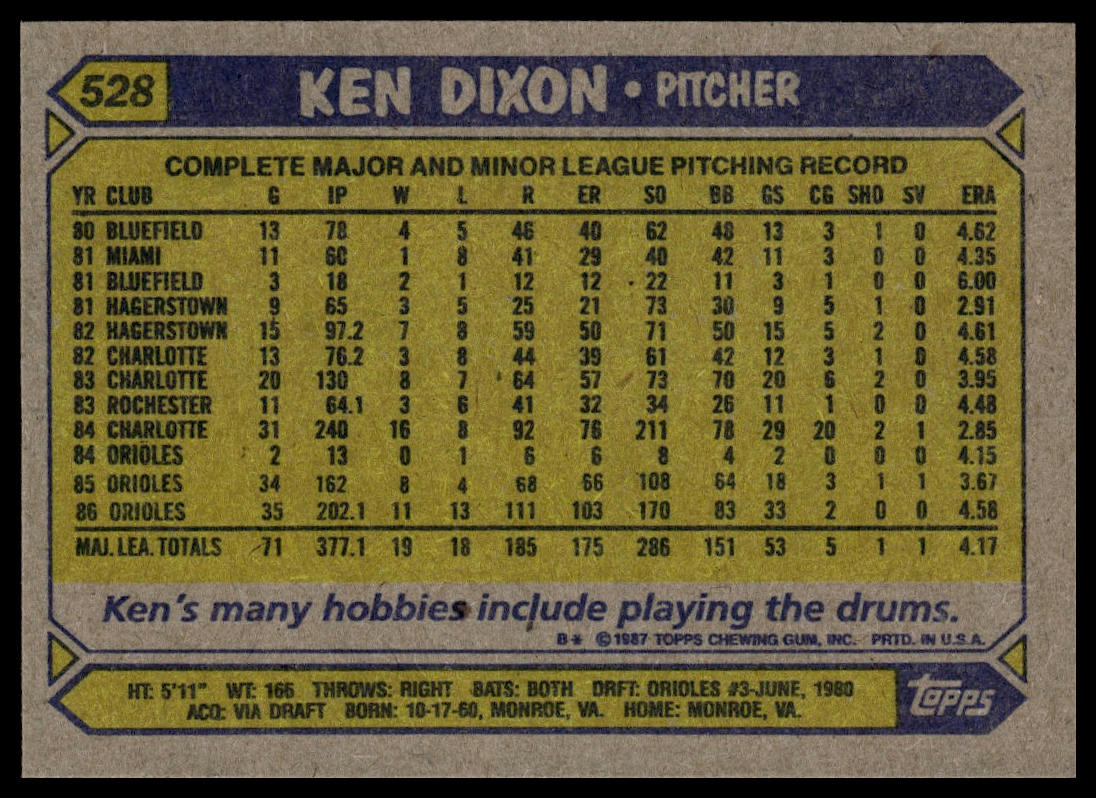 528
KEN DIXON • PITCHER
COMPLETE MAJOR AND MINOR LEAGUE PITCHING RECORD
YR CLUB G IP W L R ER SO BB GS CG SHO SV ERA
80 BLUEFIELD 13 78 4 5 46 40 62 48 13 3 1 0 4.62
81 MIAMI 11 60 1 8 41 29 40 42 11 3 0 0 4.35
81 BLUEFIELD 3 18 2 1 12 12 22 11 3 1 0 0 6.00
81 HAGERSTOWN 9 65 3 5 25 21 73 30 9 5 1 0 2.91
82 HAGERSTOWN 15 97.2 7 8 59 50 71 50 15 5 2 0 4.61
82 CHARLOTTE 13 76.2 3 8 44 39 61 42 12 3 1 0 4.58
83 CHARLOTTE 20 130 8 7 64 57 73 70 20 6 2 0 3.95
83 ROCHESTER 11 64.1 3 6 41 32 34 26 11 1 0 0 4.48
84 CHARLOTTE 31 240 16 8 92 76 211 78 29 20 2 1 2.85
84 ORIOLES 2 13 0 1 6 6 8 4 2 0 0 0 4.15
85 ORIOLES 34 162 8 4 68 66 108 64 18 3 1 1 3.67
86 ORIOLES 35 202.1 11 13 111 103 170 83 33 2 0 0 4.58
MAJ. LEA. TOTALS 71 377.1 19 18 185 175 286 151 53 5 1 1 4.17
Ken's many hobbies include playing the drums.
B* ©1987 TOPPS CHEWING GUM, INC. PRTD. IN U.S.A.
HT: 5'11" WT: 166 THROWS: RIGHT BATS: BOTH DRFT: ORIOLES #3-JUNE, 1980
ACQ: VIA DRAFT BORN: 10-17-60, MONROE, VA. HOME: MONROE, VA.
TOPPS